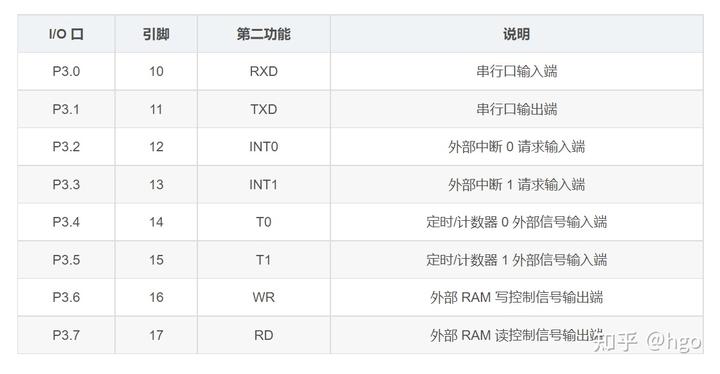 I/O 口 引脚 第二功能 说明
P3.0 10 RXD 串行口输入端
P3.1 11 TXD 串行口输出端
P3.2 12 INT0 外部中断 0 请求输入端
P3.3 13 INT1 外部中断 1 请求输入端
P3.4 14 T0 定时/计数器 0 外部信号输入端
P3.5 15 T1 定时/计数器 1 外部信号输入端
P3.6 16 WR 外部 RAM 写控制信号输出端
P3.7 17 RD 外部 RAM 读控制信号输出端
知乎 @hgo